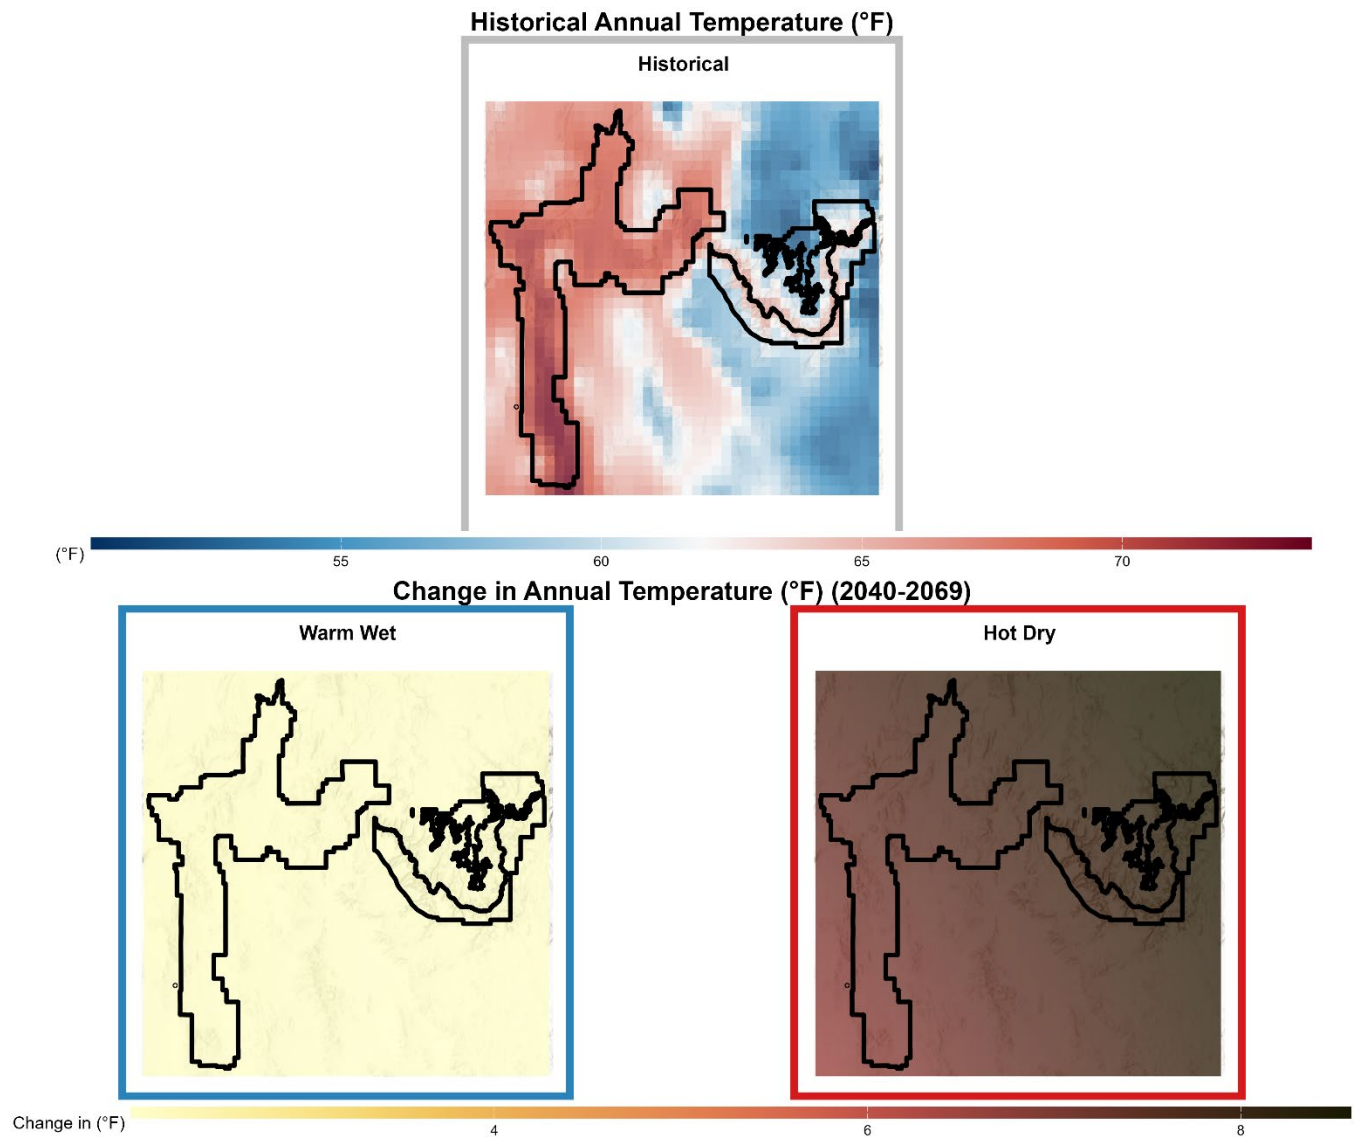 Historical Annual Temperature (°F)
Historical
(°F)
55 60 65 70
Change in Annual Temperature (°F) (2040-2069)
Warm Wet Hot Dry
Change in (°F)
4 6 8